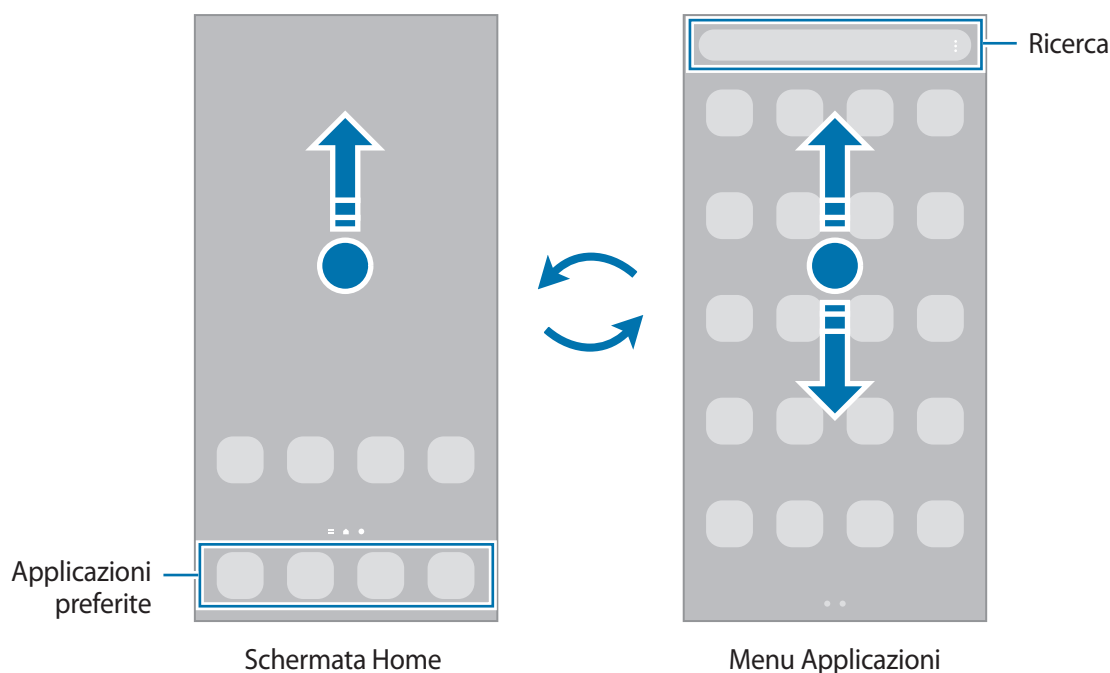 Ricerca
Applicazioni
preferite
Schermata Home
Menu Applicazioni